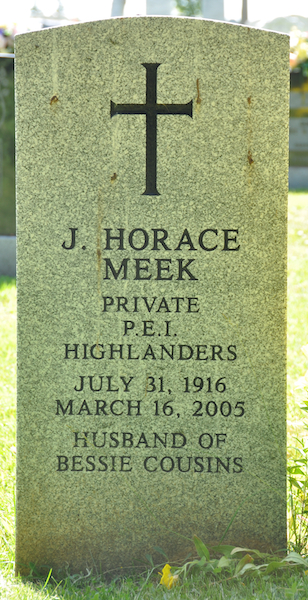 J. HORACE
MEEK
PRIVATE
P.E.I.
HIGHLANDERS
JULY 31, 1916
MARCH 16, 2005
HUSBAND OF
BESSIE COUSINS